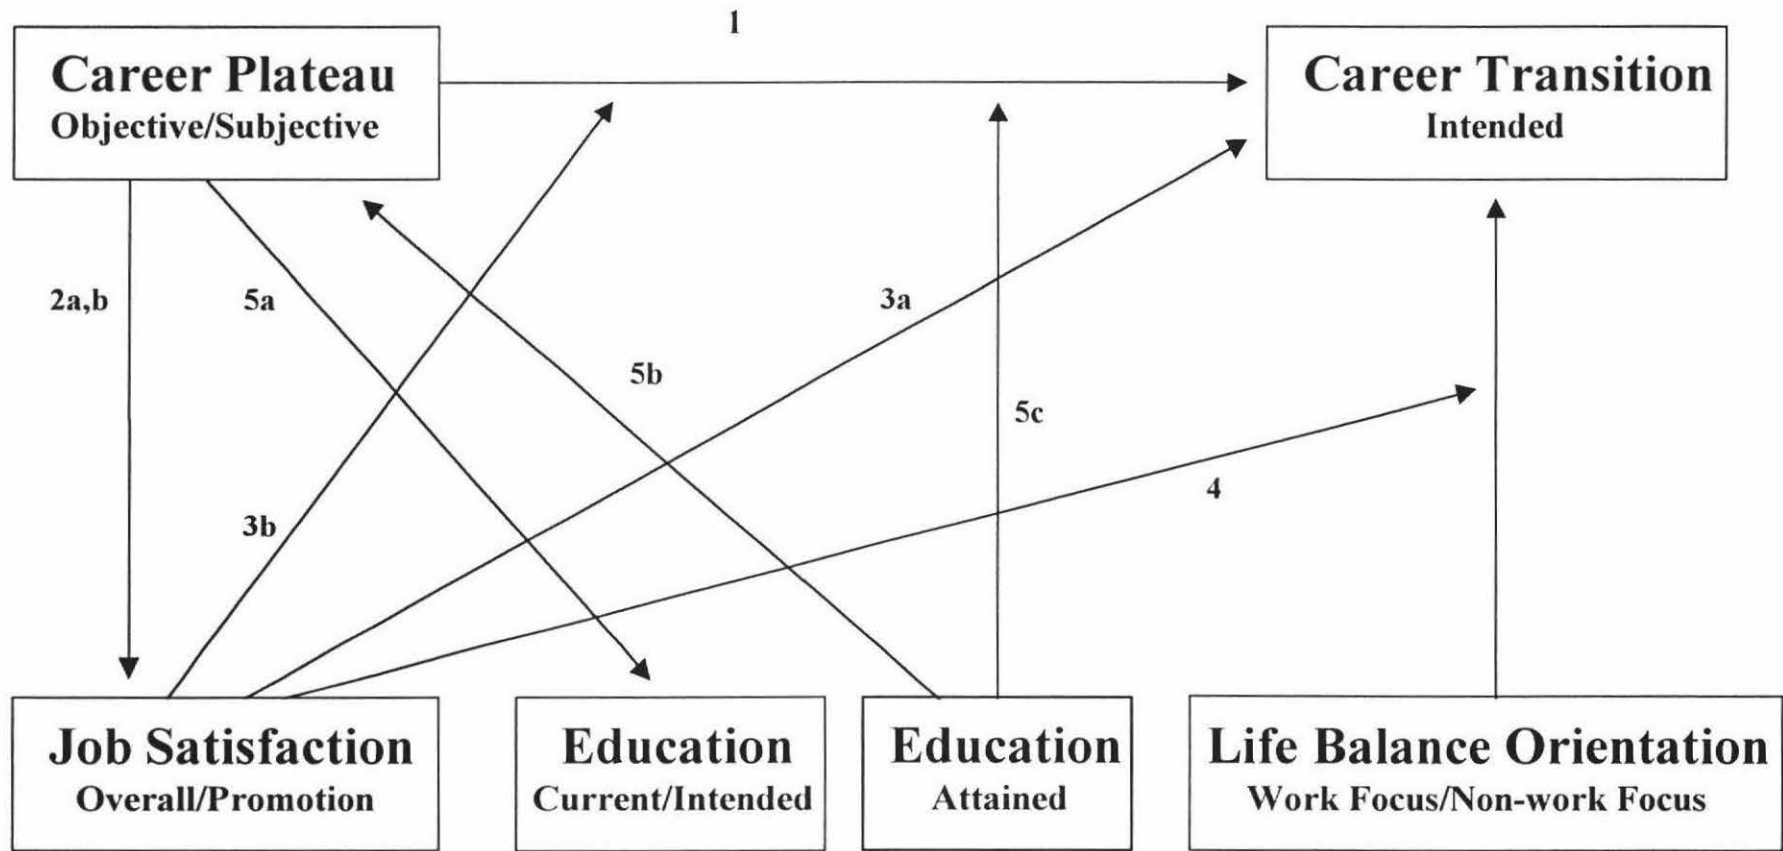 1
Career Plateau
Objective/Subjective
Career Transition
Intended
2a,b
5a
3a
5b
5c
4
3b
Job Satisfaction
Overall/Promotion
Education
Current/Intended
Education
Attained
Life Balance Orientation
Work Focus/Non-work Focus